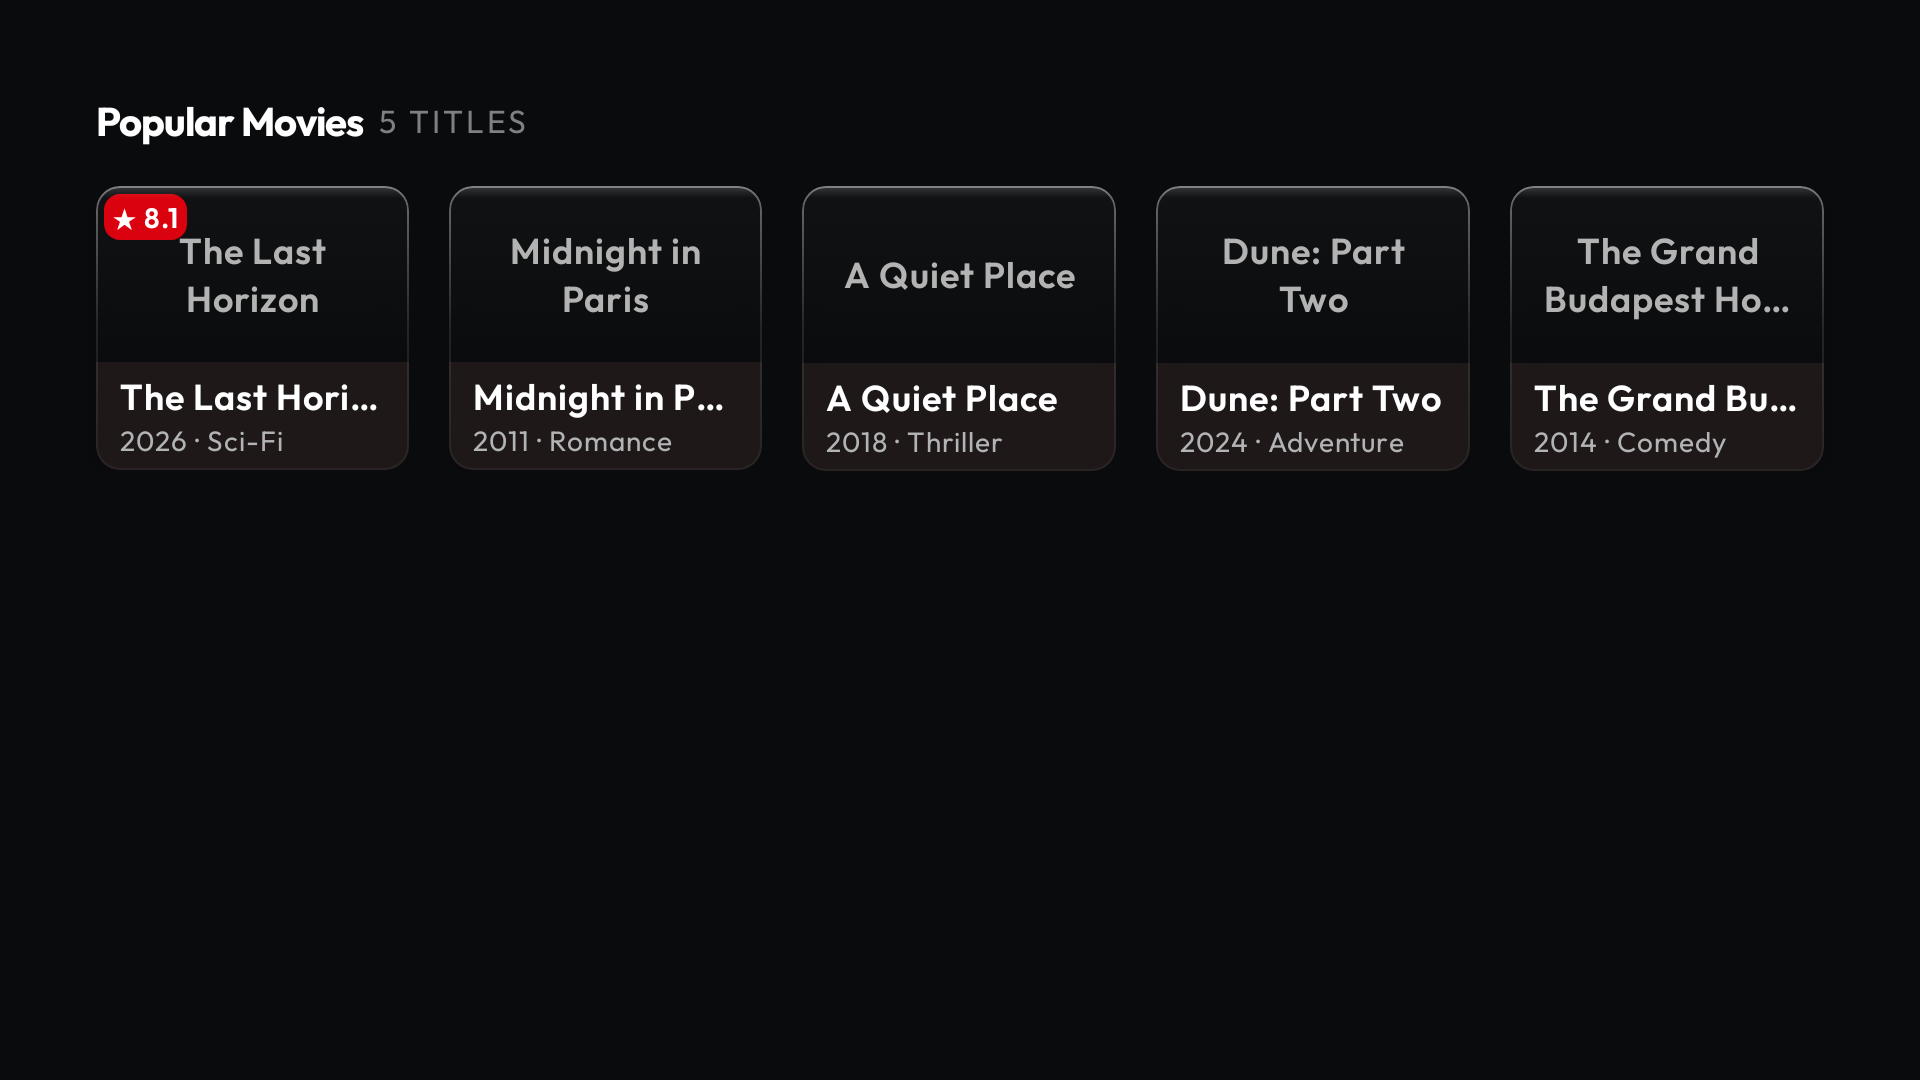 Popular Movies 5 TITLES
★ 8.1
The Last
Horizon
The Last Hori...
2026 · Sci-Fi
Midnight in
Paris
Midnight in P...
2011 · Romance
A Quiet Place
A Quiet Place
2018 · Thriller
Dune: Part
Two
Dune: Part Two
2024 · Adventure
The Grand
Budapest Ho...
The Grand Bu...
2014 · Comedy